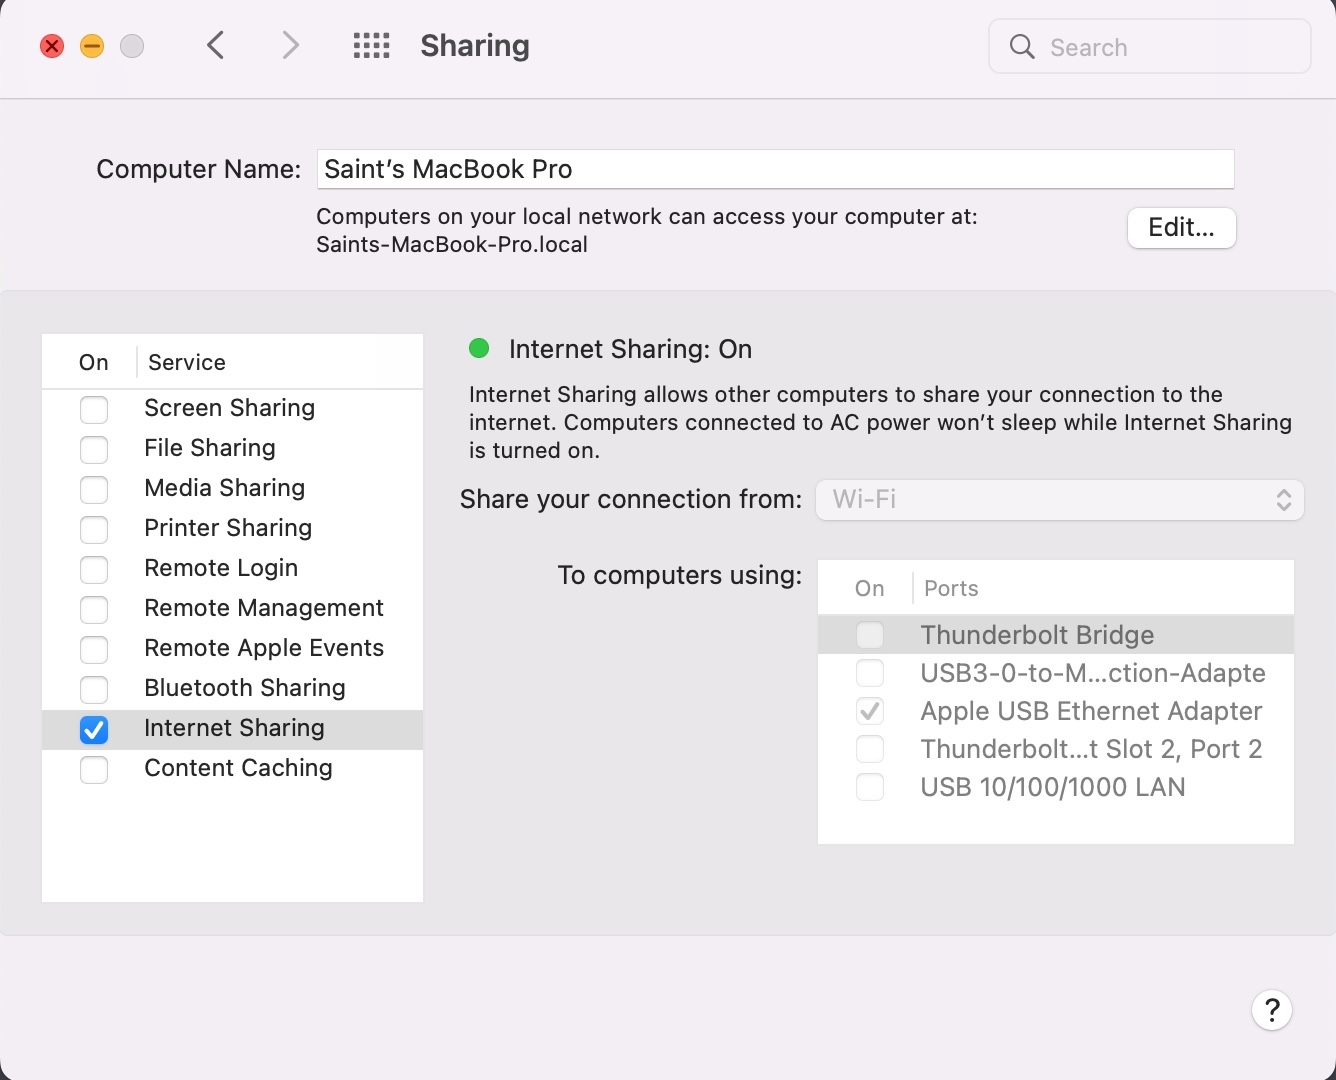 Sharing
Search
Computer Name: Saint’s MacBook Pro
Computers on your local network can access your computer at:
Saints-MacBook-Pro.local
Edit...
On Service
Screen Sharing
File Sharing
Media Sharing
Printer Sharing
Remote Login
Remote Management
Remote Apple Events
Bluetooth Sharing
Internet Sharing
Content Caching
Internet Sharing: On
Internet Sharing allows other computers to share your connection to the
internet. Computers connected to AC power won’t sleep while Internet Sharing
is turned on.
Share your connection from: Wi-Fi
To computers using:
On Ports
Thunderbolt Bridge
USB3-0-to-M...ction-Adapte
Apple USB Ethernet Adapter
Thunderbolt...t Slot 2, Port 2
USB 10/100/1000 LAN
?